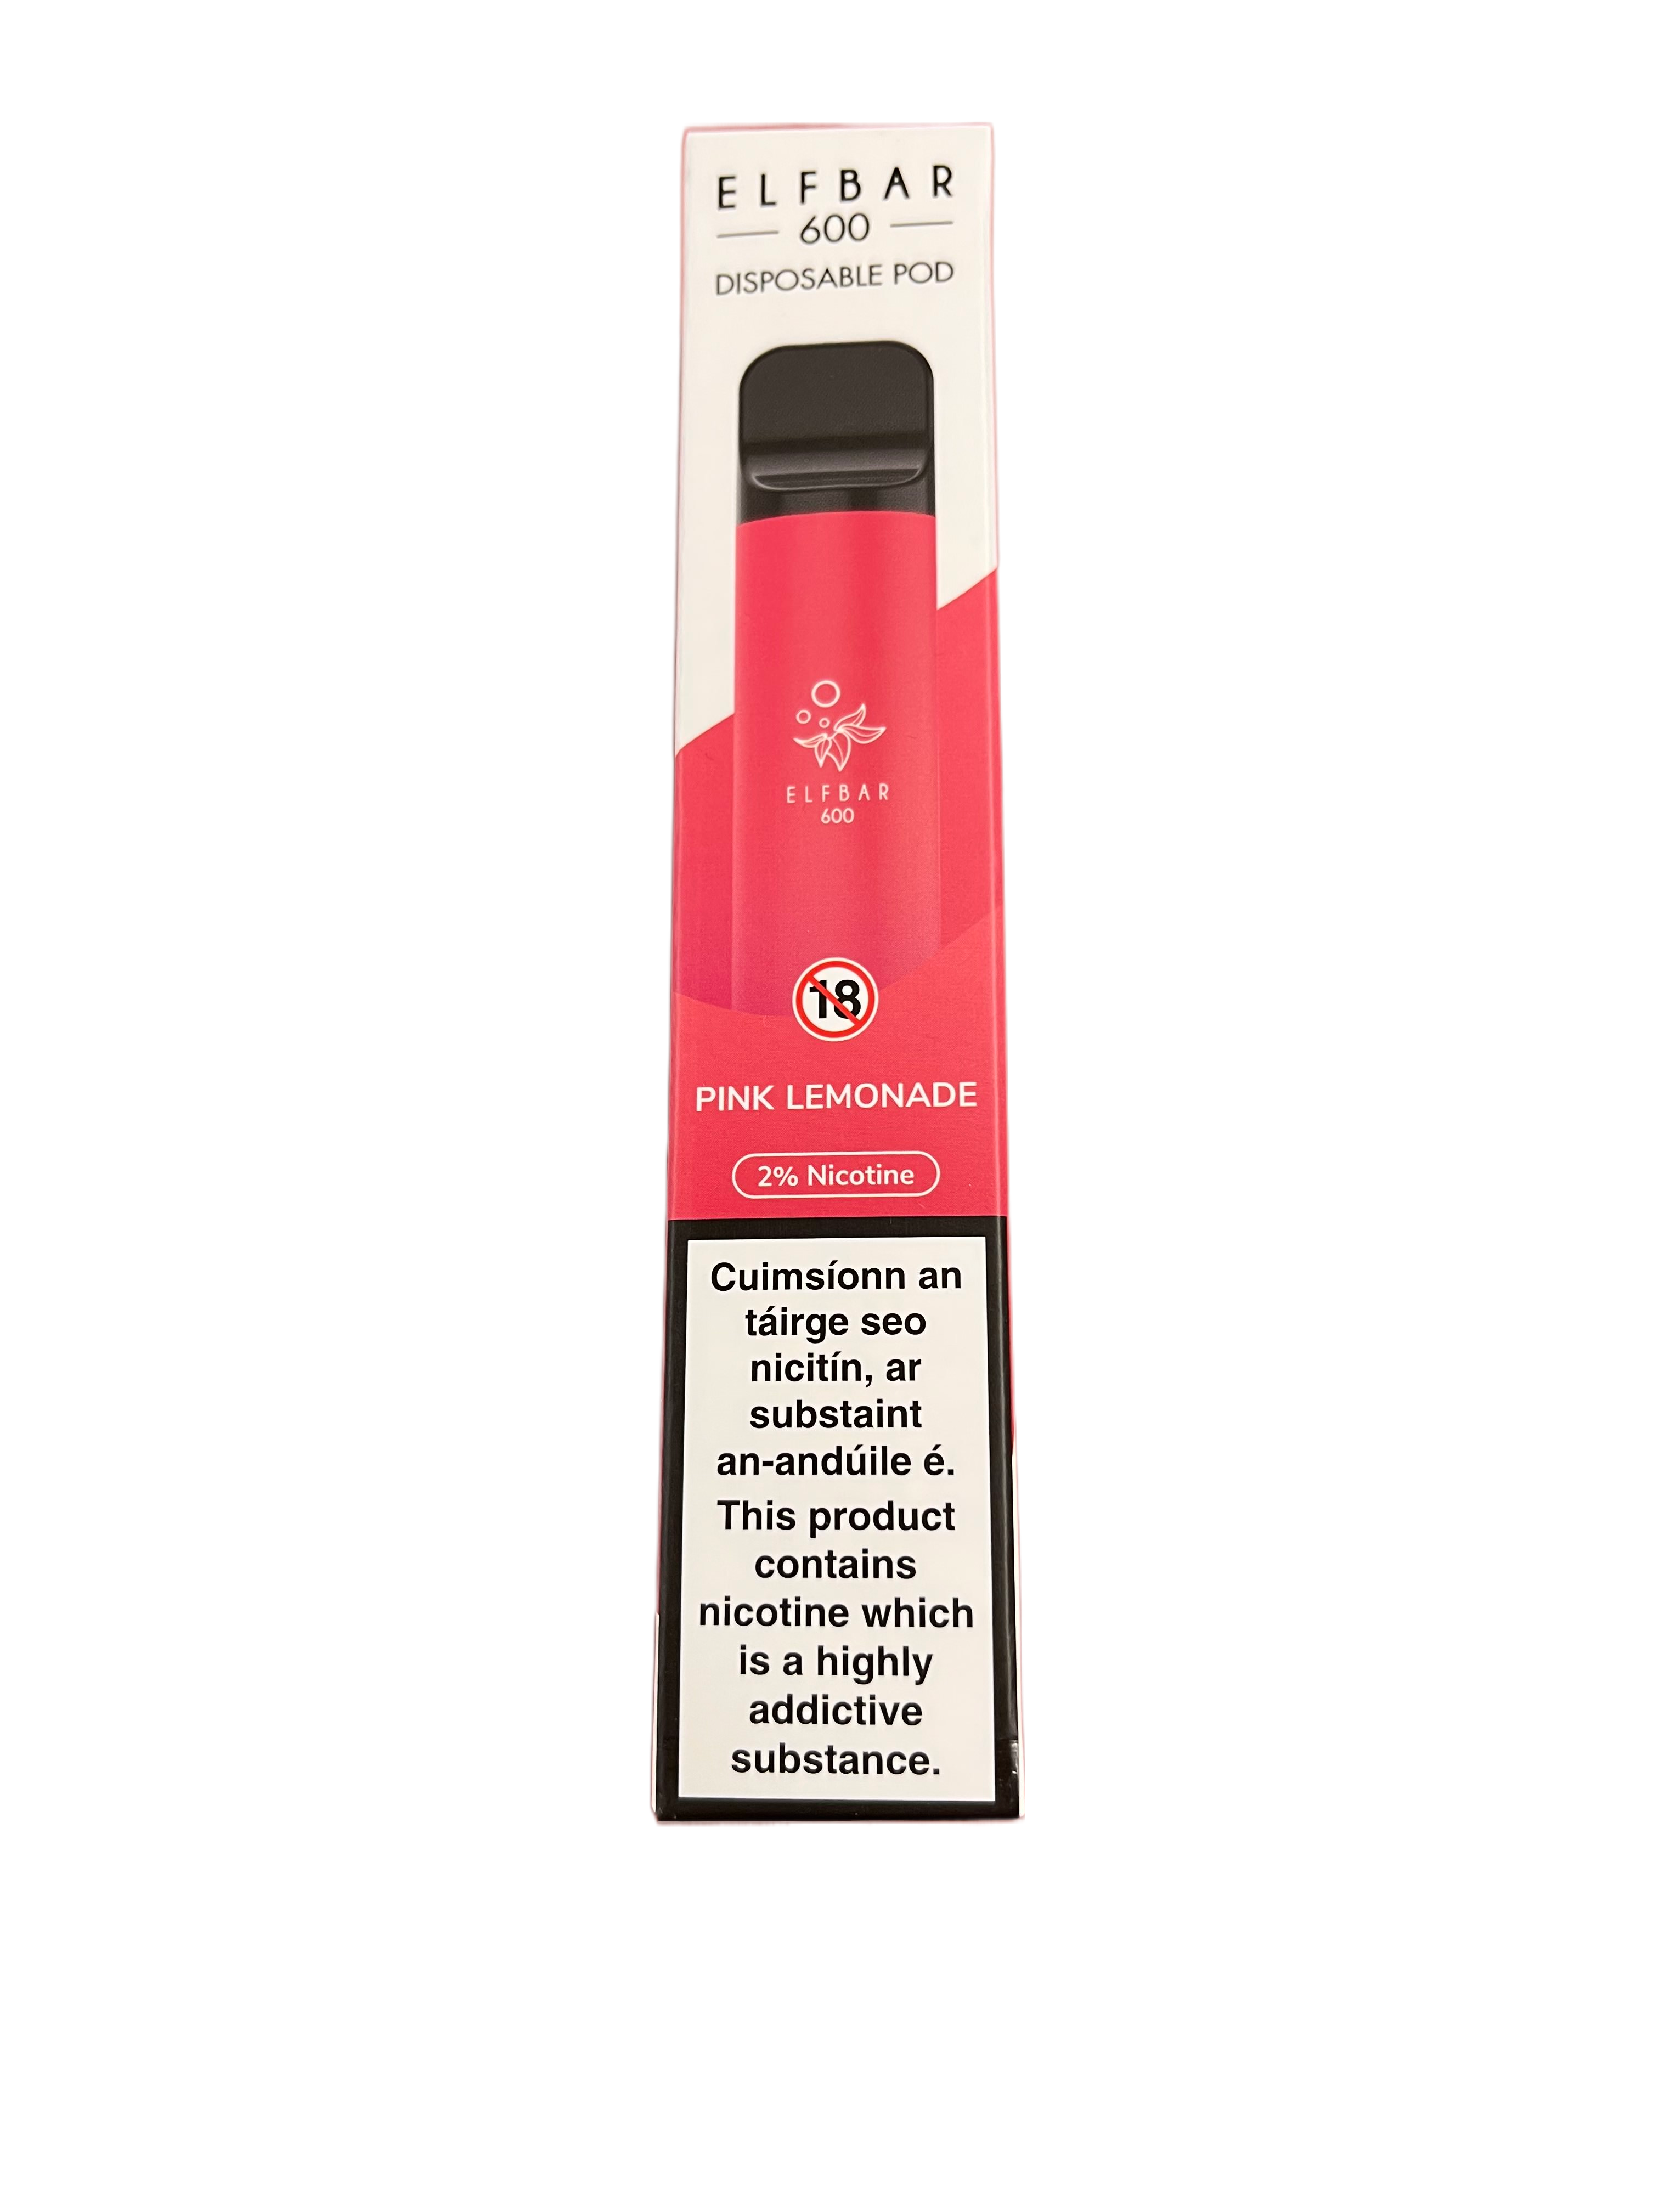 ELFBAR
600
DISPOSABLE POD
ELFBAR
600
18
PINK LEMONADE
2% Nicotine
Cuimsíonn an
táirge seo
nicitín, ar
substaint
an-andúile é.
This product
contains
nicotine which
is a highly
addictive
substance.